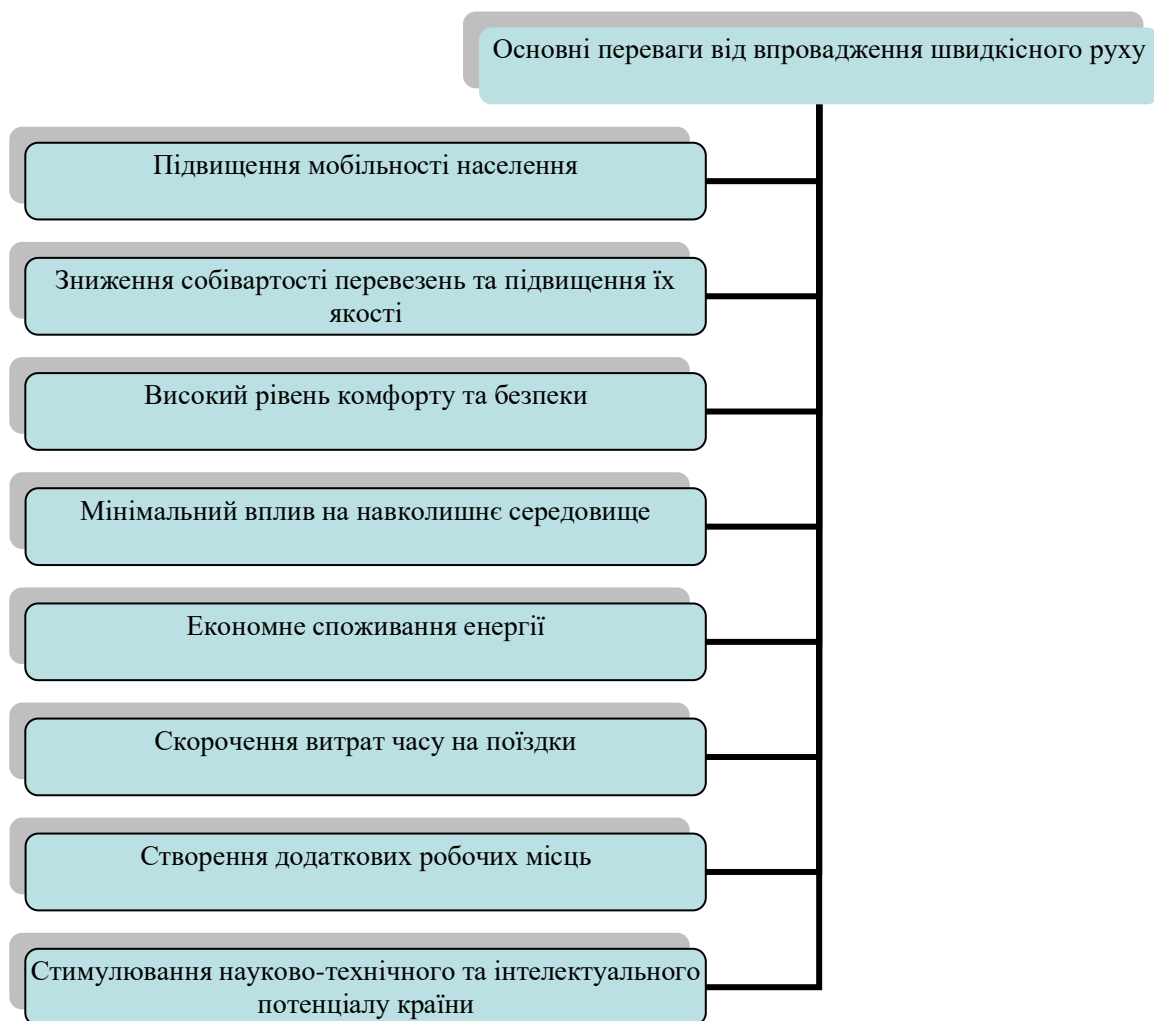 Основні переваги від впровадження швидкісного руху
Підвищення мобільності населення
Зниження собівартості перевезень та підвищення їх
якості
Високий рівень комфорту та безпеки
Мінімальний вплив на навколишнє середовище
Економне споживання енергії
Скорочення витрат часу на поїздки
Створення додаткових робочих місць
Стимулювання науково-технічного та інтелектуального
потенціалу країни